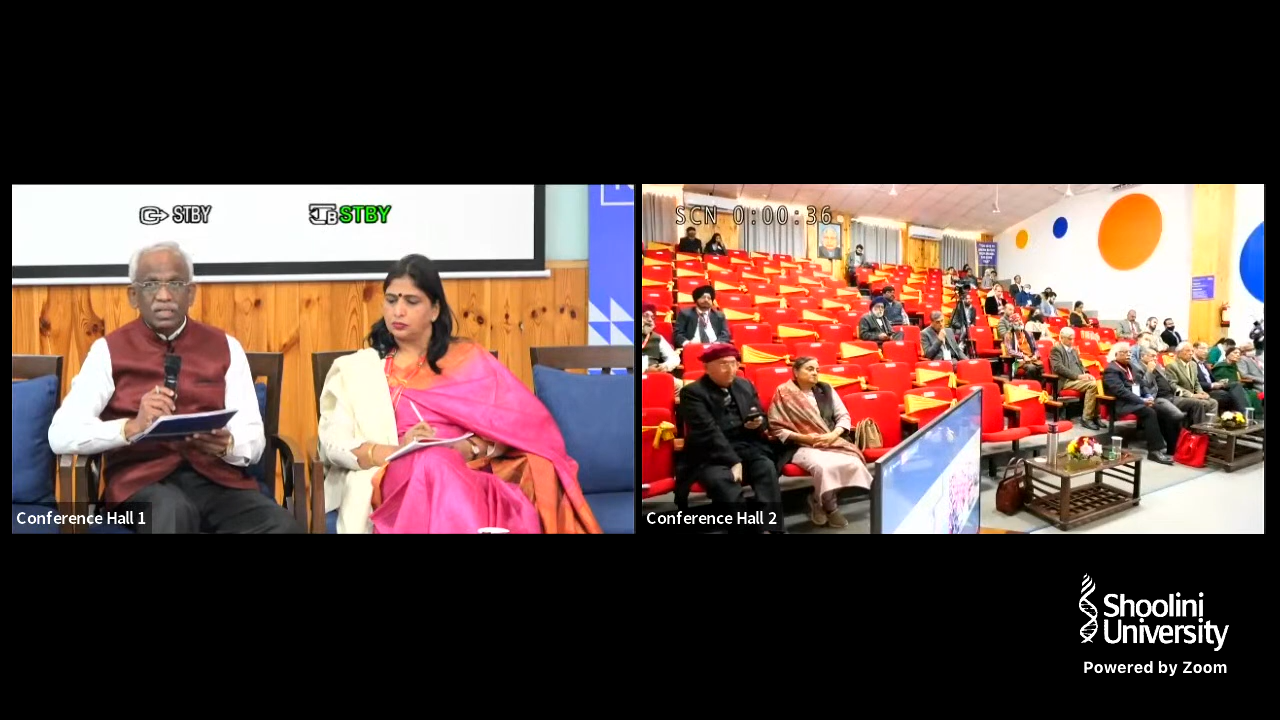 STBY
STBY
SCN 0:00:36
Conference Hall 1
Conference Hall 2
Shoolini
University
Powered by Zoom